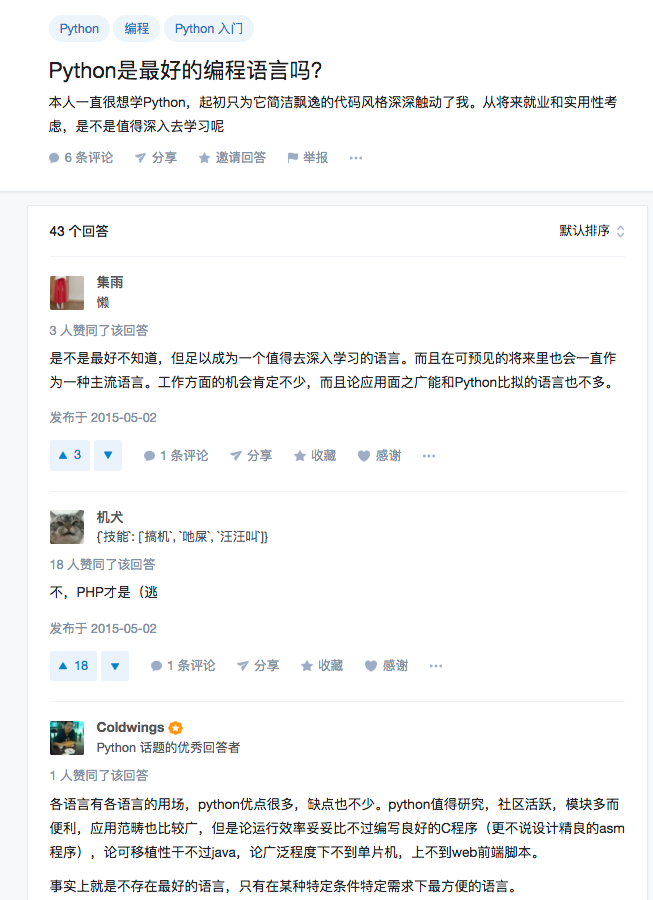 Python 编程 Python 入门
Python是最好的编程语言吗?
本人一直很想学Python，起初只为它简洁飘逸的代码风格深深触动了我。从将来就业和实用性考
虑，是不是值得深入去学习呢
6 条评论 分享 邀请回答 举报 ···
43 个回答 默认排序
集雨
懒
3 人赞同了该回答
是不是最好不知道，但足以成为一个值得去深入学习的语言。而且在可预见的将来里也会一直作
为一种主流语言。工作方面的机会肯定不少，而且论应用面之广能和Python比拟的语言也不多。
发布于 2015-05-02
3 1 条评论 分享 收藏 感谢 ···
机犬
{`技能`: [`搞机`, `吔屎`, `汪汪叫`]}
18 人赞同了该回答
不，PHP才是（逃
发布于 2015-05-02
18 1 条评论 分享 收藏 感谢 ···
Coldwings
Python 话题的优秀回答者
1 人赞同了该回答
各语言有各语言的用场，python优点很多，缺点也不少。python值得研究，社区活跃，模块多而
便利，应用范畴也比较广，但是论运行效率妥妥比不过编写良好的C程序（更不说设计精良的asm
程序），论可移植性干不过java，论广泛程度下不到单片机，上不到web前端脚本。
事实上就是不存在最好的语言，只有在某种特定条件特定需求下最方便的语言。